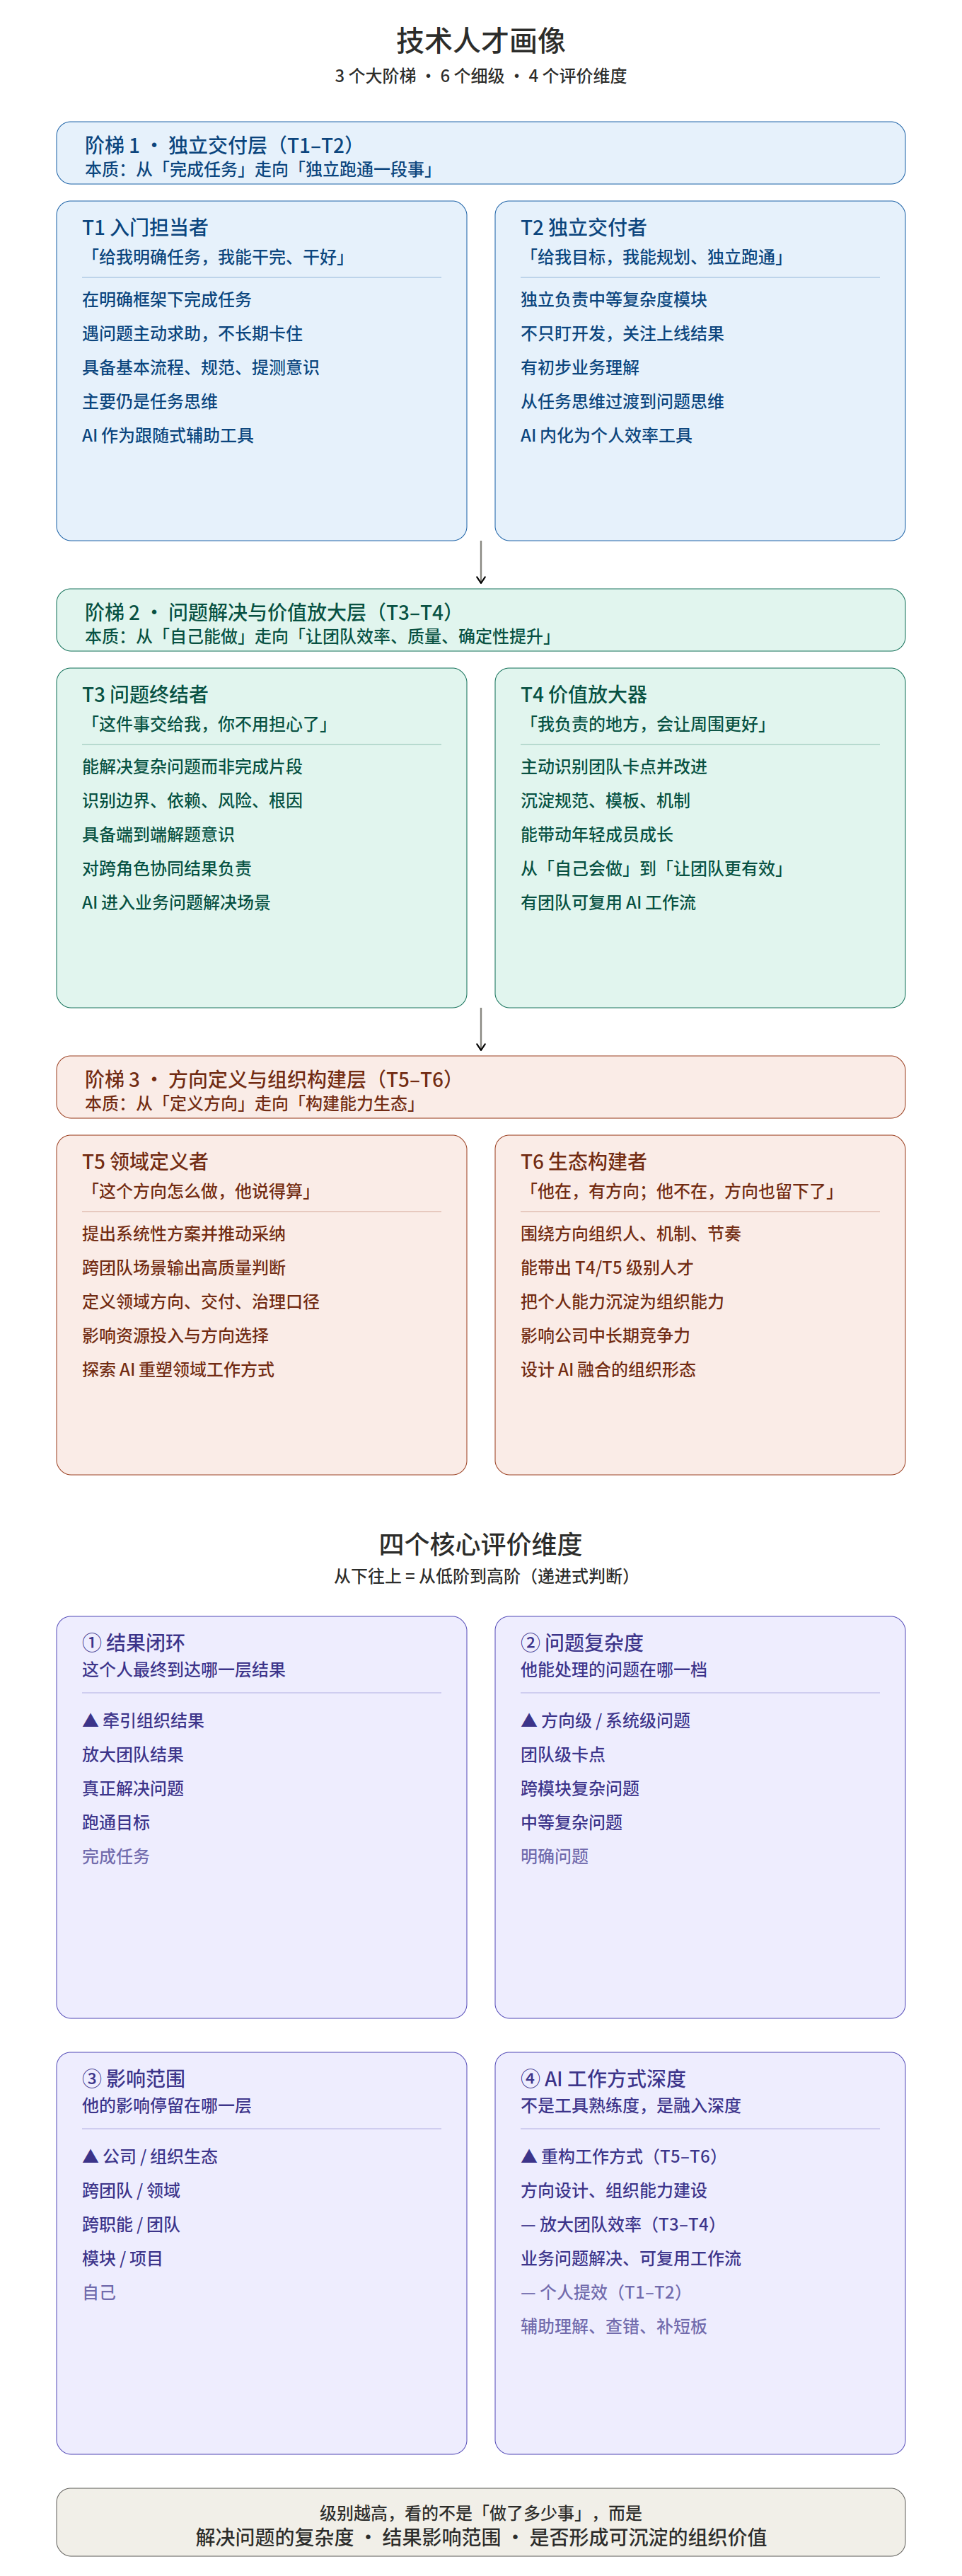 技术人才画像
3 个大阶梯 · 6 个细级 · 4 个评价维度
阶梯 1 · 独立交付层（T1–T2）
本质：从「完成任务」走向「独立跑通一段事」
T1 入门担当者
「给我明确任务，我能干完、干好」
在明确框架下完成任务
遇问题主动求助，不长期卡住
具备基本流程、规范、提测意识
主要仍是任务思维
AI 作为跟随式辅助工具
T2 独立交付者
「给我目标，我能规划、独立跑通」
独立负责中等复杂度模块
不只盯开发，关注上线结果
有初步业务理解
从任务思维过渡到问题思维
AI 内化为个人效率工具
阶梯 2 · 问题解决与价值放大层（T3–T4）
本质：从「自己能做」走向「让团队效率、质量、确定性提升」
T3 问题终结者
「这件事交给我，你不用担心了」
能解决复杂问题而非完成片段
识别边界、依赖、风险、根因
具备端到端解题意识
对跨角色协同结果负责
AI 进入业务问题解决场景
T4 价值放大器
「我负责的地方，会让周围更好」
主动识别团队卡点并改进
沉淀规范、模板、机制
能带动年轻成员成长
从「自己会做」到「让团队更有效」
有团队可复用 AI 工作流
阶梯 3 · 方向定义与组织构建层（T5–T6）
本质：从「定义方向」走向「构建能力生态」
T5 领域定义者
「这个方向怎么做，他说得算」
提出系统性方案并推动采纳
跨团队场景输出高质量判断
定义领域方向、交付、治理口径
影响资源投入与方向选择
探索 AI 重塑领域工作方式
T6 生态构建者
「他在，有方向；他不在，方向也留下了」
围绕方向组织人、机制、节奏
能带出 T4/T5 级别人才
把个人能力沉淀为组织能力
影响公司中长期竞争力
设计 AI 融合的组织形态
四个核心评价维度
从下往上 = 从低阶到高阶（递进式判断）
① 结果闭环
这个人最终到达哪一层结果
▲ 牵引组织结果
放大团队结果
真正解决问题
跑通目标
完成任务
② 问题复杂度
他能处理的问题在哪一档
▲ 方向级 / 系统级问题
团队级卡点
跨模块复杂问题
中等复杂问题
明确问题
③ 影响范围
他的影响停留在哪一层
▲ 公司 / 组织生态
跨团队 / 领域
跨职能 / 团队
模块 / 项目
自己
④ AI 工作方式深度
不是工具熟练度，是融入深度
▲ 重构工作方式（T5–T6）
方向设计、组织能力建设
— 放大团队效率（T3–T4）
业务问题解决、可复用工作流
— 个人提效（T1–T2）
辅助理解、查错、补短板
级别越高，看的不是「做了多少事」，而是
解决问题的复杂度 · 结果影响范围 · 是否形成可沉淀的组织价值